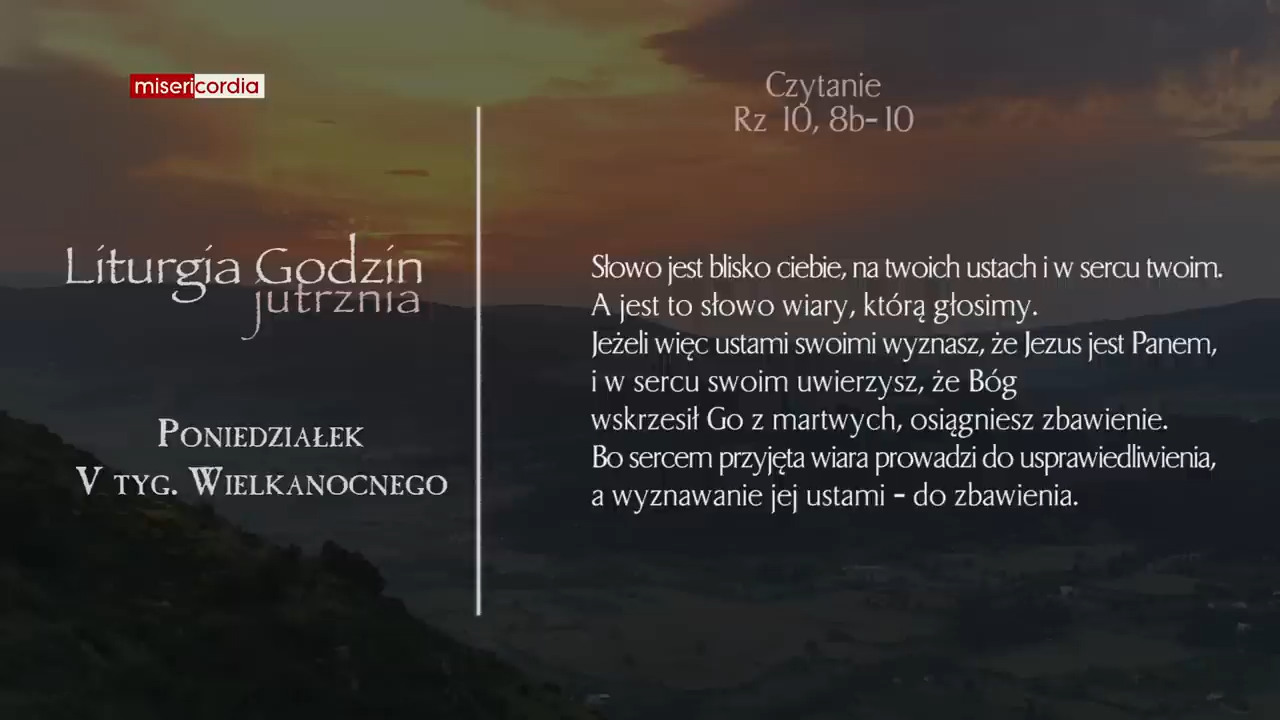 misericordia
Liturgia Godzin
jutrznia
Poniedziałek
V tyg. Wielkanocnego
Czytanie
Rz 10, 8b-10
Słowo jest blisko ciebie, na twoich ustach i w sercu twoim.
A jest to słowo wiary, którą głosimy.
Jeżeli więc ustami swoimi wyznasz, że Jezus jest Panem,
i w sercu swoim uwierzysz, że Bóg
wskrzesił Go z martwych, osiągniesz zbawienie.
Bo sercem przyjęta wiara prowadzi do usprawiedliwienia,
a wyznawanie jej ustami - do zbawienia.